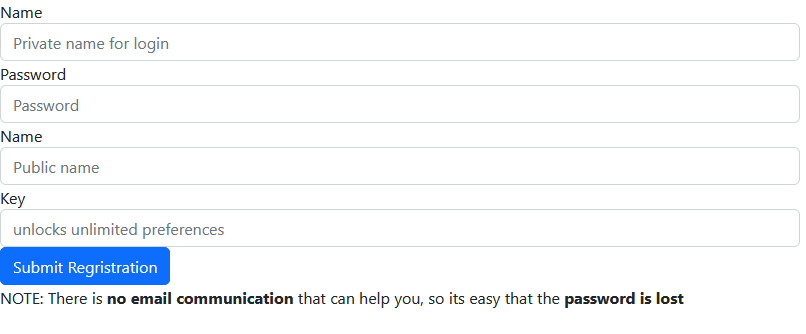 Name
Private name for login
Password
Password
Name
Public name
Key
unlocks unlimited preferences
Submit Regristration
NOTE: There is no email communication that can help you, so its easy that the password is lost